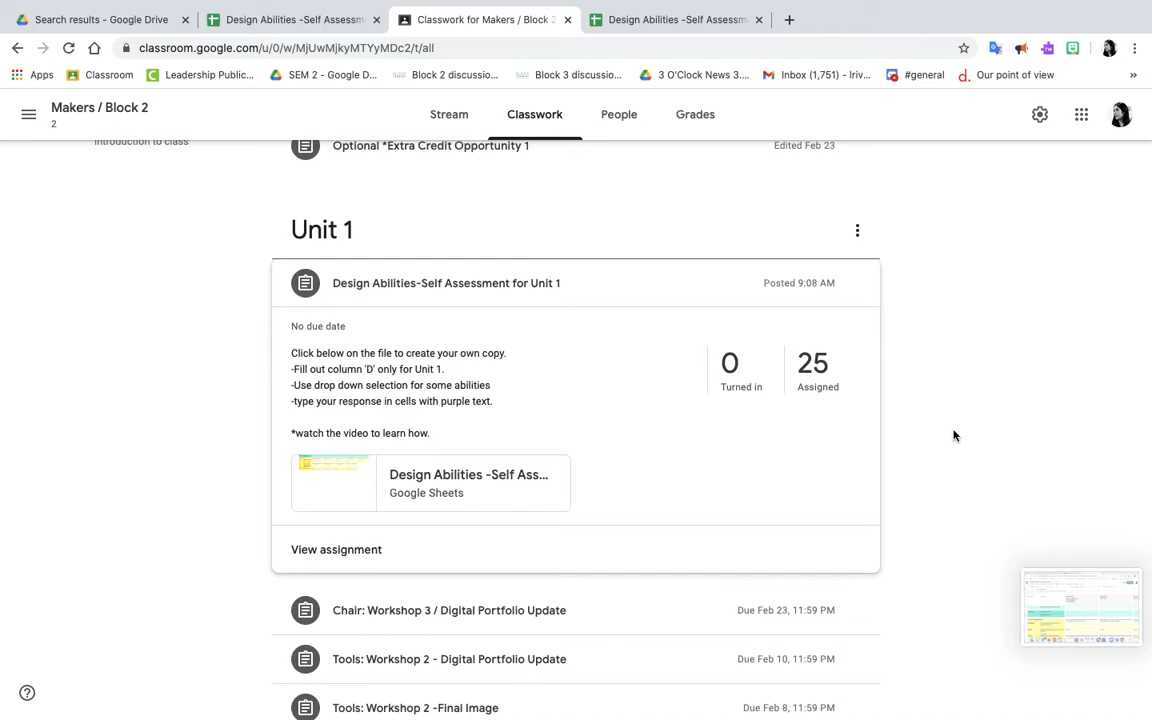 Search results - Google Drive
Design Abilities -Self Assessm
Classwork for Makers / Block 2
Design Abilities -Self Assessm
classroom.google.com/u/0/w/MjUwMjkyMTYyMDc2/t/all
Apps
Classroom
Leadership Public...
SEM 2 - Google D...
Block 2 discussio...
Block 3 discussio...
3 O'Clock News 3....
Inbox (1,751) - lriv...
#general
Our point of view
Makers / Block 2
2
Stream
Classwork
People
Grades
Introduction to class
Optional *Extra Credit Opportunity 1
Edited Feb 23
Unit 1
Design Abilities-Self Assessment for Unit 1
Posted 9:08 AM
No due date
Click below on the file to create your own copy.
-Fill out column 'D' only for Unit 1.
-Use drop down selection for some abilities
-type your response in cells with purple text.
*watch the video to learn how.
0
Turned in
25
Assigned
Design Abilities -Self Ass...
Google Sheets
View assignment
Chair: Workshop 3 / Digital Portfolio Update
Due Feb 23, 11:59 PM
Tools: Workshop 2 - Digital Portfolio Update
Due Feb 10, 11:59 PM
Tools: Workshop 2 -Final Image
Due Feb 8, 11:59 PM